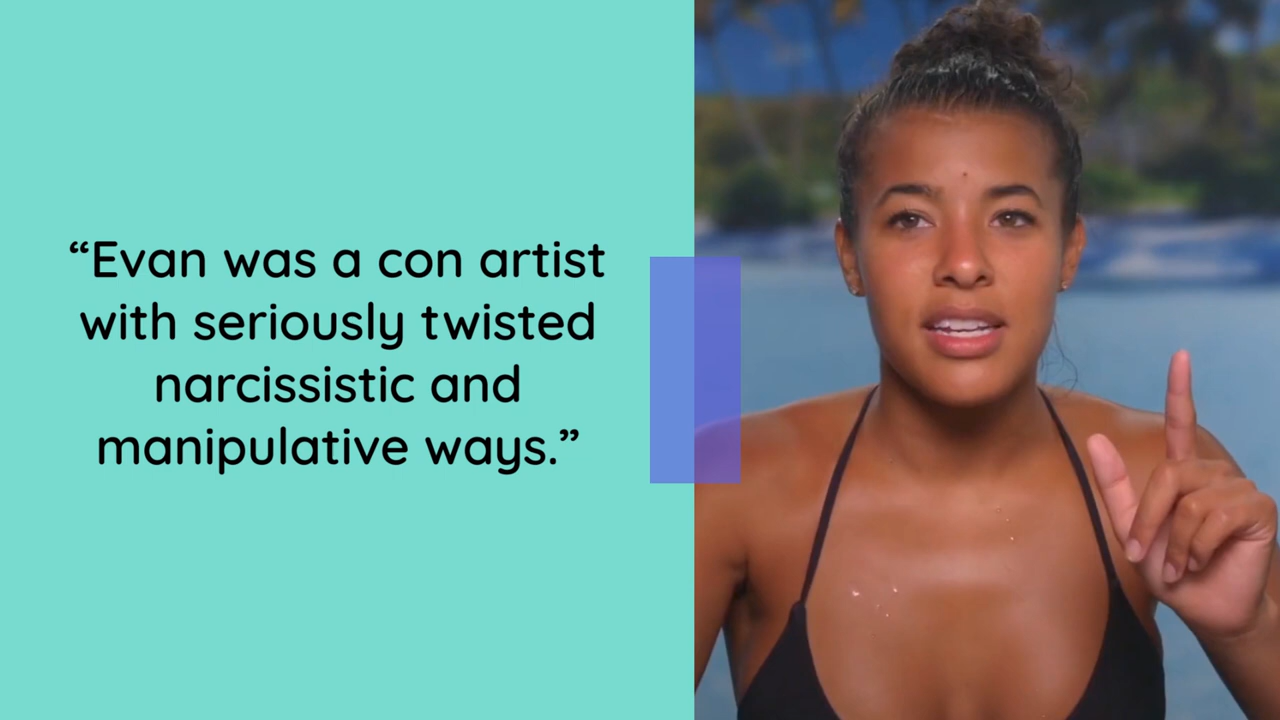 “Evan was a con artist
with seriously twisted
narcissistic and
manipulative ways.”